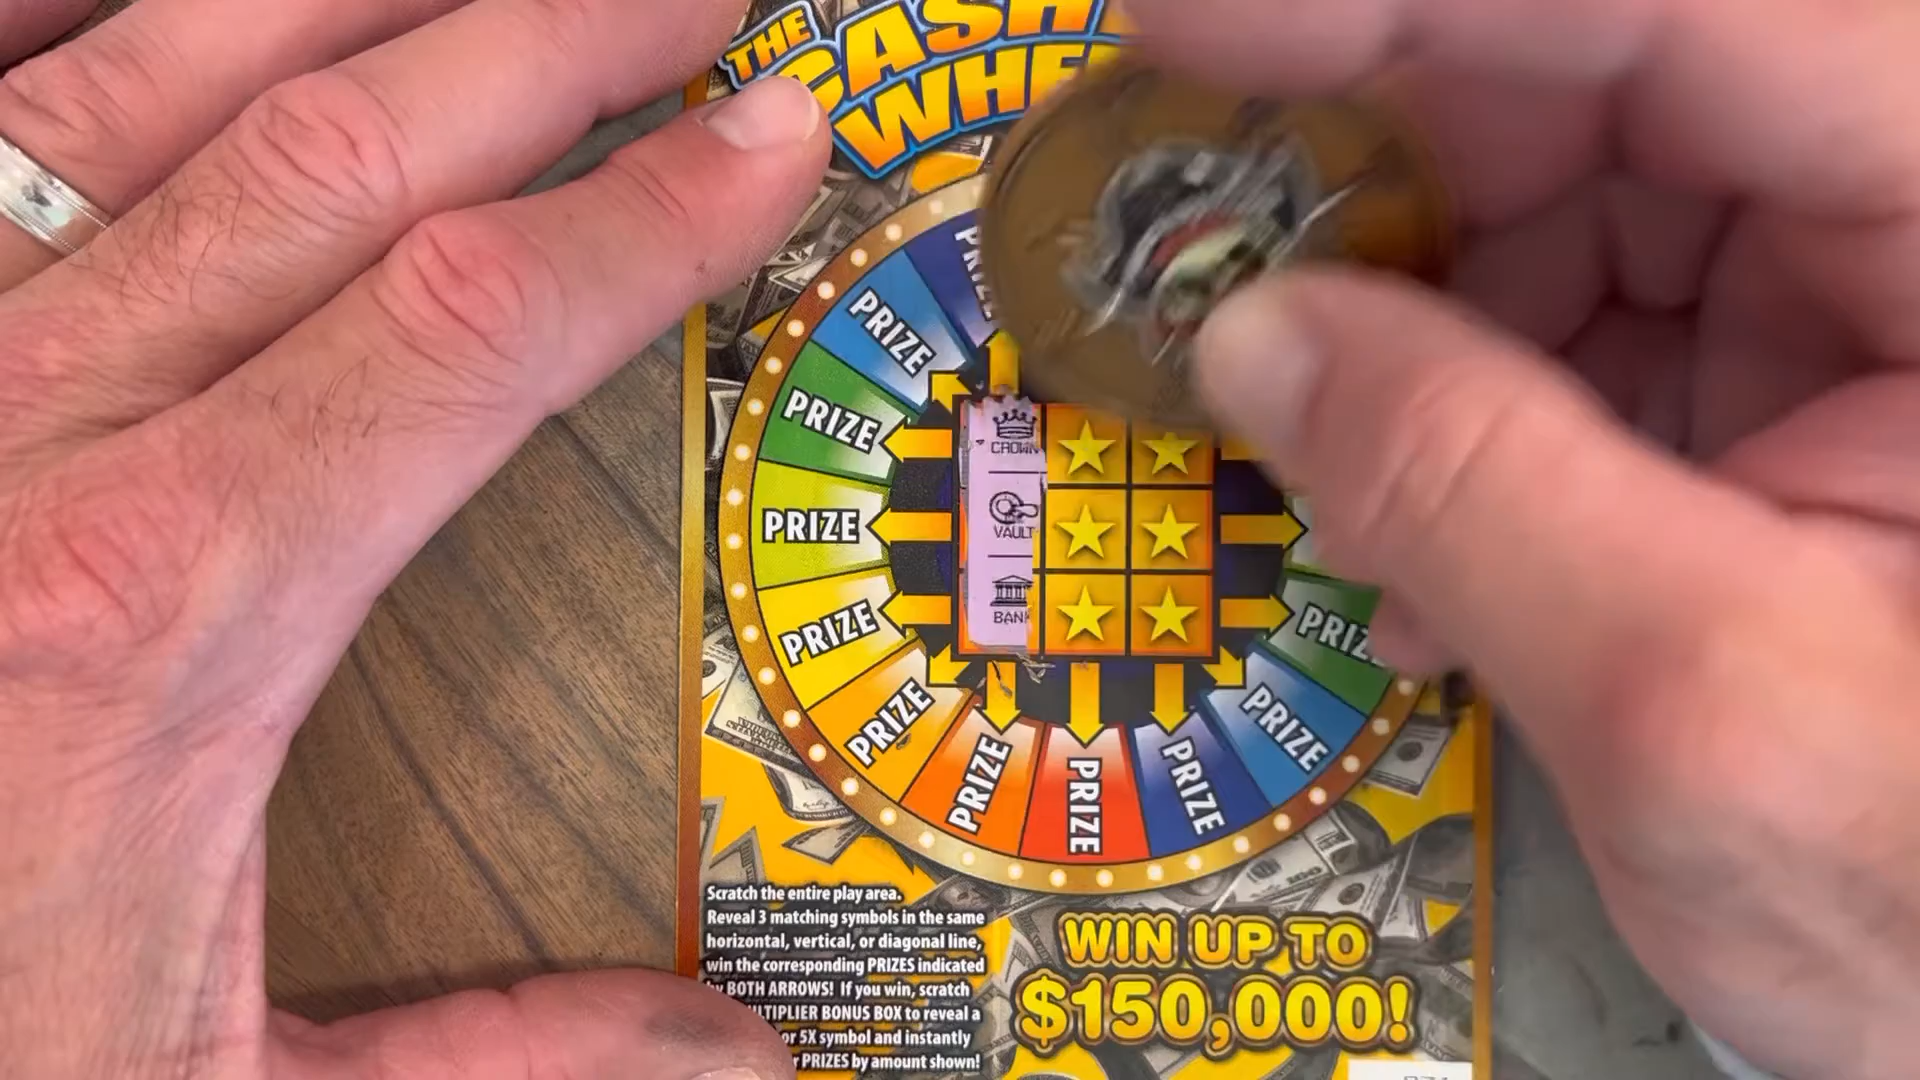 THE
CASH
PRIZE
PRIZE
PRIZE
PRIZE
PRIZE
PRIZE
PRIZE
PRIZE
PRIZE
CROWN
VAULT
BANK
Scratch the entire play area.
Reveal 3 matching symbols in the same
horizontal, vertical, or diagonal line,
win the corresponding PRIZES indicated
BOTH ARROWS! If you win, scratch
BONUS BOX to reveal a
or 5X symbol and instantly
PRIZES by amount shown!
WIN UP TO
$150,000!